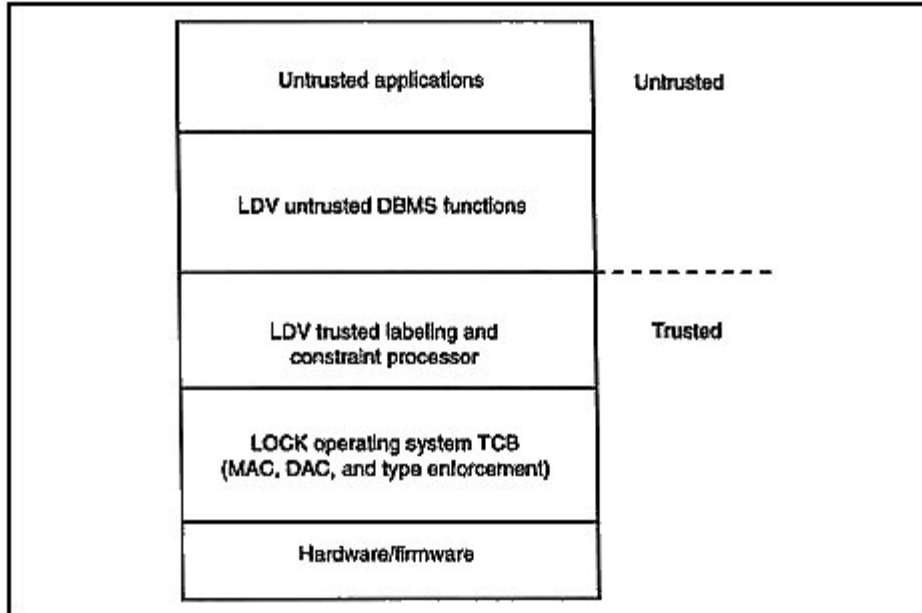 Untrusted applications
Untrusted
LDV untrusted DBMS functions
LDV trusted labeling and
constraint processor
Trusted
LOCK operating system TCB
(MAC, DAC, and type enforcement)
Hardware/firmware